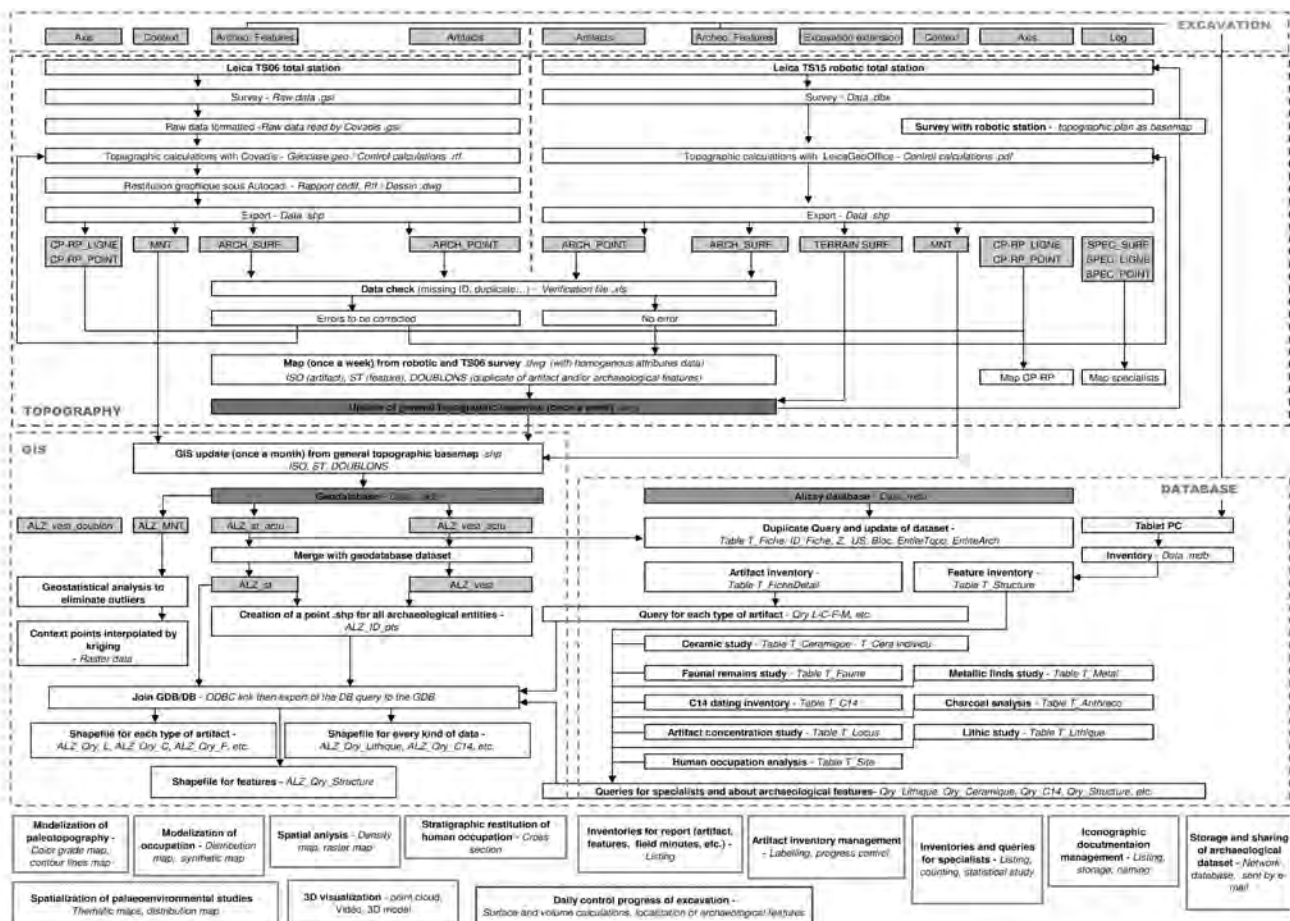 EXCAVATION
Axis
Context
Archeo. Features
Artifacts
Artifacts
Archeo. Features
Excavation extension
Context
Axis
Log
Leica TS06 total station
Leica TS15 robotic total station
Survey - Raw data .gsi
Survey - Data .dbx
Raw data formatted -Raw data read by Covadis .gsi
Survey with robotic station - topographic plan as basemap
Topographic calculations with Covadis - Géobase geo / Control calculations .rtf
Topographic calculations with LeicaGeoOffice - Control calculations .pdf
Restitution graphique sous Autocad - Rapport codif. Rtf / Dessin .dwg
Export - Data .shp
Export - Data .shp
CP-RP_LIGNE
CP-RP_POINT
MNT
ARCH_SURF
ARCH_POINT
ARCH_POINT
ARCH_SURF
TERRAIN SURF
MNT
CP-RP_LIGNE
CP-RP_POINT
SPEC_SURF
SPEC_LIGNE
SPEC_POINT
Data check (missing ID, duplicate...) - Verification file .xls
Errors to be corrected
No error
Map (once a week) from robotic and TS06 survey .dwg (with homogenous attributes data)
ISO (artifact), ST (feature), DOUBLONS (duplicate of artifact and/or archaeological features)
Map CP-RP
Map specialists
TOPOGRAPHY
Update of general topographic basemap (once a week) .dwg
GIS
GIS update (once a month) from general topographic basemap .shp
ISO, ST, DOUBLONS
DATABASE
Geodatabase -
Alizay database - Data .mdb
ALZ_vest_doublon
ALZ_MNT
ALZ_st_actu
ALZ_vest_actu
Duplicate Query and update of dataset -
Table T_Fiche: ID_Fiche, Z, US, Bloc, EntiteTopo, EntiteArch
Tablet PC
Merge with geodatabase dataset
Inventory - Data .mdb
Geostatistical analysis to
eliminate outliers
ALZ_st
ALZ_vest
Artifact inventory -
Table T_FicheDetail
Feature inventory -
Table T_Structure
Creation of a point .shp for all archaeological entities -
ALZ_ID_pts
Query for each type of artifact - Qry L-C-F-M, etc.
Context points interpolated by
kriging
- Raster data
Ceramic study - Table T_Ceramique - T_Cera individu
Faunal remains study - Table T_Faune
Metallic finds study - Table T_Metal
Join GDB/DB - ODBC link then export of the DB query to the GDB
C14 dating inventory - Table T_C14
Charcoal analysis - Table T_Anthraco
Shapefile for each type of artifact -
ALZ_Qry_L, ALZ_Qry_C, ALZ_Qry_F, etc.
Shapefile for every kind of data -
ALZ_Qry_Lithique, ALZ_Qry_C14, etc.
Artifact concentration study - Table T_Locus
Lithic study - Table T_Lithique
Human occupation analysis - Table T_Site
Shapefile for features - ALZ_Qry_Structure
Queries for specialists and about archaeological features- Qry_Lithique, Qry_Ceramique, Qry_C14, Qry_Structure, etc.
Modelization of
paleotopography -
Color grade map,
contour lines map
Modelization of
occupation - Distribution
map, synthetic map
Spatial anlysis - Density
map, raster map
Stratigraphic restitution of
human occupation - Cross
section
Inventories for report (artifact,
features, field minutes, etc.) -
Listing
Artifact inventory management
- Labelling, progress control
Inventories and queries
for specialists - Listing,
counting, statistical study
Iconographic
docutmentaion
management - Listing,
storage, naming
Storage and sharing
of archaeological
dataset - Network
database, sent by e-
mail
Spatialization of palaeoenvironmental studies -
Thematic maps, distribution map
3D visualization - point cloud,
Video, 3D model
Daily control progress of excavation -
Surface and volume calculations, localization of archaeological features